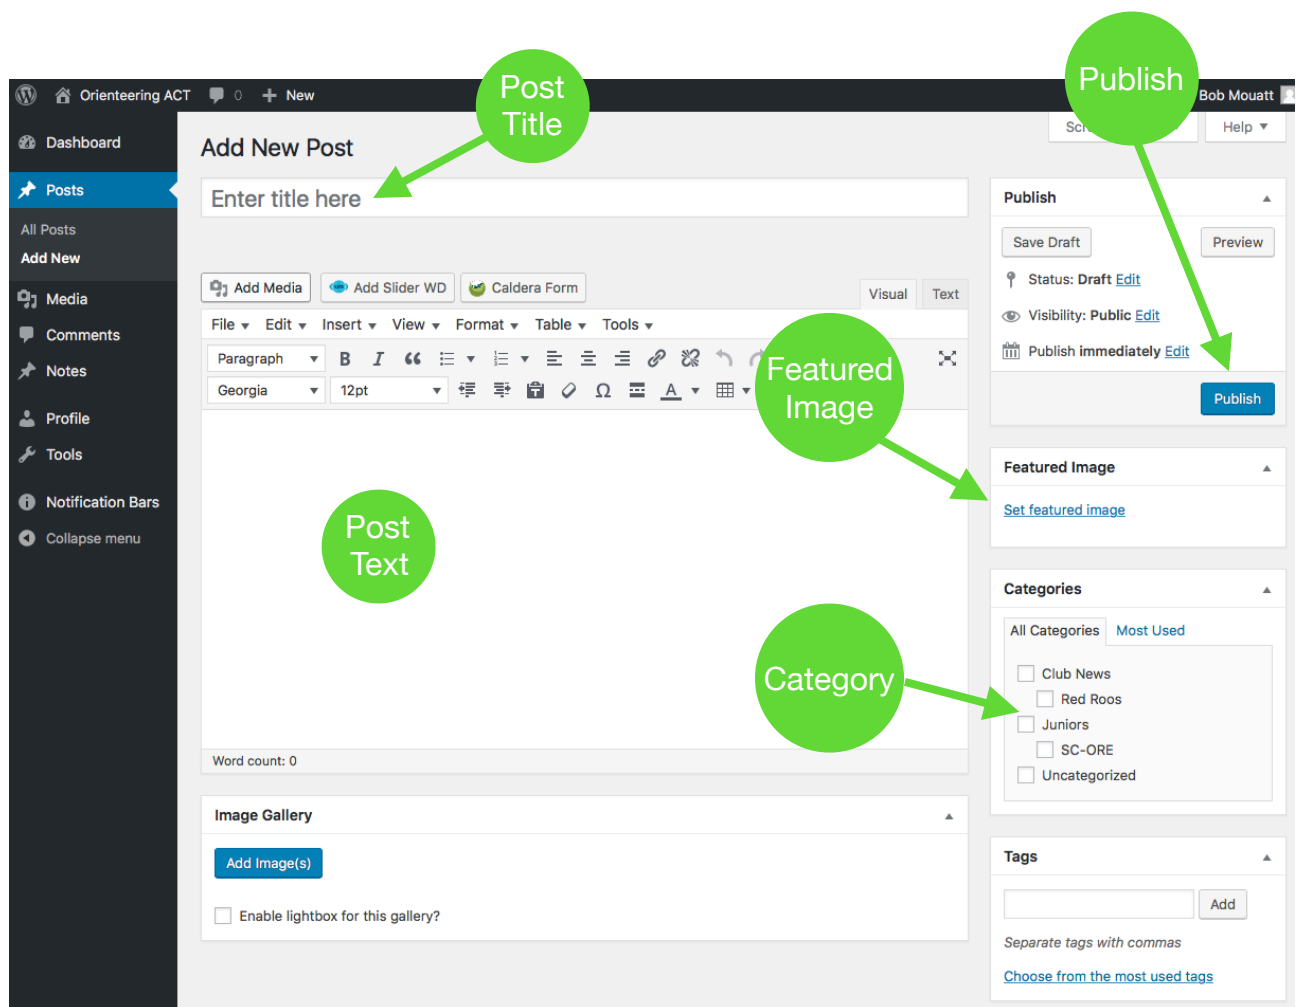 Orienteering ACT 0 New
Bob Mouatt
Post
Title
Publish
Help
Dashboard
Posts
All Posts
Add New
Media
Comments
Notes
Profile
Tools
Notification Bars
Collapse menu
Add New Post
Enter title here
Add Media Add Slider WD Caldera Form
Visual Text
File Edit Insert View Format Table Tools
Paragraph
Georgia 12pt
Featured
Image
Post
Text
Category
Word count: 0
Image Gallery
Add Image(s)
Enable lightbox for this gallery?
Publish
Save Draft Preview
Status: Draft Edit
Visibility: Public Edit
Publish immediately Edit
Publish
Featured Image
Set featured image
Categories
All Categories Most Used
Club News
Red Roos
Juniors
SC-ORE
Uncategorized
Tags
Add
Separate tags with commas
Choose from the most used tags